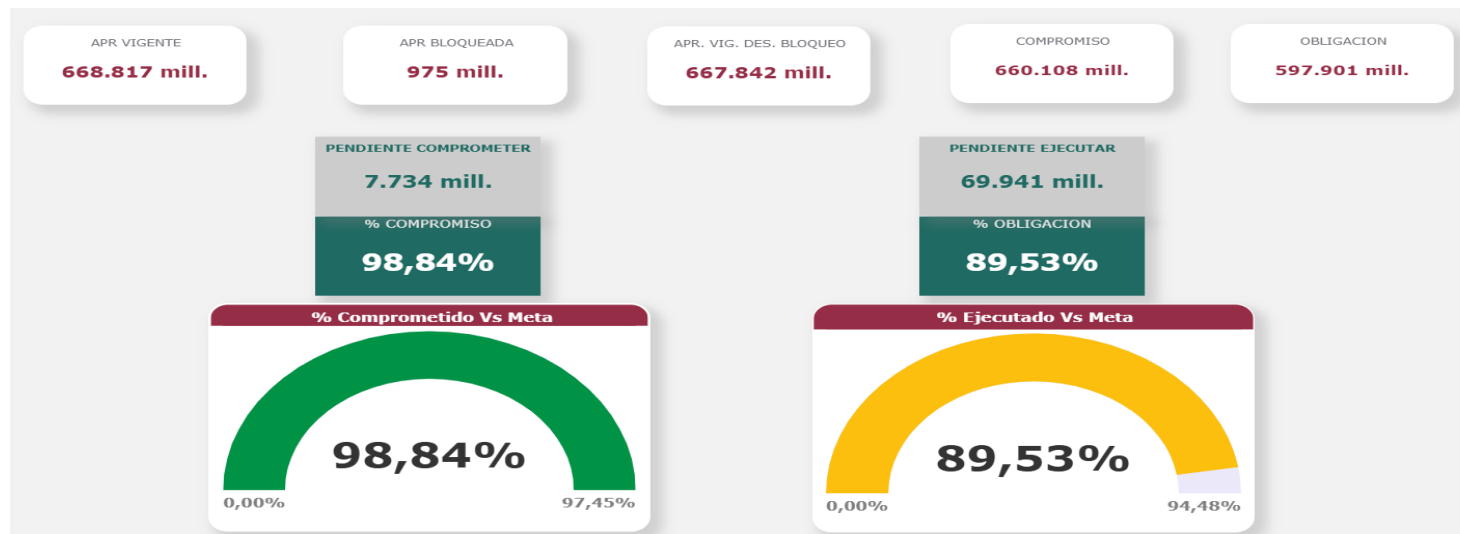 APR VIGENTE
668.817 mill.
APR BLOQUEADA
975 mill.
APR. VIG. DES. BLOQUEO
667.842 mill.
COMPROMISO
660.108 mill.
OBLIGACION
597.901 mill.
PENDIENTE COMPROMETER
7.734 mill.
% COMPROMISO
98,84%
PENDIENTE EJECUTAR
69.941 mill.
% OBLIGACION
89,53%
% Comprometido Vs Meta
98,84%
0,00%
97,45%
% Ejecutado Vs Meta
89,53%
0,00%
94,48%